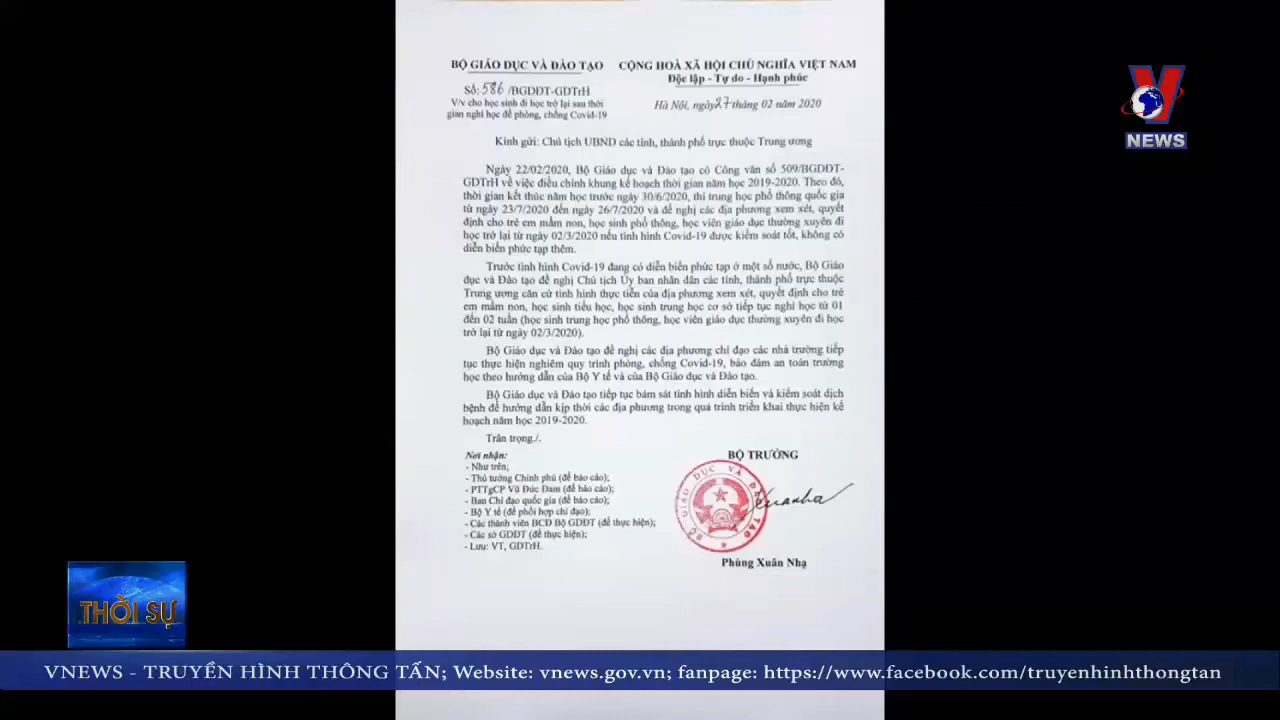 BỘ GIÁO DỤC VÀ ĐÀO TẠO
CỘNG HOÀ XÃ HỘI CHỦ NGHĨA VIỆT NAM
Độc lập - Tự do - Hạnh phúc
Số: 586 /BGDĐT-GDTrH
V/v cho học sinh đi học trở lại sau thời
gian nghỉ học để phòng, chống Covid-19
Hà Nội, ngày 27 tháng 02 năm 2020
Kính gửi: Chủ tịch UBND các tỉnh, thành phố trực thuộc Trung ương
Ngày 22/02/2020, Bộ Giáo dục và Đào tạo có Công văn số 509/BGDĐT-
GDTrH về việc điều chỉnh khung kế hoạch thời gian năm học 2019-2020. Theo đó,
thời gian kết thúc năm học trước ngày 30/6/2020, thi trung học phổ thông quốc gia
từ ngày 23/7/2020 đến ngày 26/7/2020 và đề nghị các địa phương xem xét, quyết
định cho trẻ em mầm non, học sinh phổ thông, học viên giáo dục thường xuyên đi
học trở lại từ ngày 02/3/2020 nếu tình hình Covid-19 được kiểm soát tốt, không có
diễn biến phức tạp thêm.
Trước tình hình Covid-19 đang có diễn biến phức tạp ở một số nước, Bộ Giáo
dục và Đào tạo đề nghị Chủ tịch Ủy ban nhân dân các tỉnh, thành phố trực thuộc
Trung ương căn cứ tình hình thực tiễn của địa phương xem xét, quyết định cho trẻ
em mầm non, học sinh tiểu học, học sinh trung học cơ sở tiếp tục nghỉ học từ 01
đến 02 tuần (học sinh trung học phổ thông, học viên giáo dục thường xuyên đi học
trở lại từ ngày 02/3/2020).
Bộ Giáo dục và Đào tạo đề nghị các địa phương chỉ đạo các nhà trường tiếp
tục thực hiện nghiêm quy trình phòng, chống Covid-19, bảo đảm an toàn trường
học theo hướng dẫn của Bộ Y tế và của Bộ Giáo dục và Đào tạo.
Bộ Giáo dục và Đào tạo tiếp tục bám sát tình hình diễn biến và kiểm soát dịch
bệnh để hướng dẫn kịp thời các địa phương trong quá trình triển khai thực hiện kế
hoạch năm học 2019-2020.
Trân trọng./.
Nơi nhận:
- Như trên;
- Thủ tướng Chính phủ (để báo cáo);
- PTTgCP Vũ Đức Đam (để báo cáo);
- Ban Chỉ đạo quốc gia (để báo cáo);
- Bộ Y tế (để phối hợp chỉ đạo);
- Các thành viên BCĐ Bộ GDĐT (để thực hiện);
- Các sở GDĐT (để thực hiện);
- Lưu: VT, GDTrH.
BỘ TRƯỞNG
BỘ GIÁO DỤC VÀ ĐÀO TẠO
Phùng Xuân Nhạ
V
NEWS
THỜI SỰ
VNEWS - TRUYỀN HÌNH THÔNG TẤN; Website: vnews.gov.vn; fanpage: https://www.facebook.com/truyenhinhthongtan